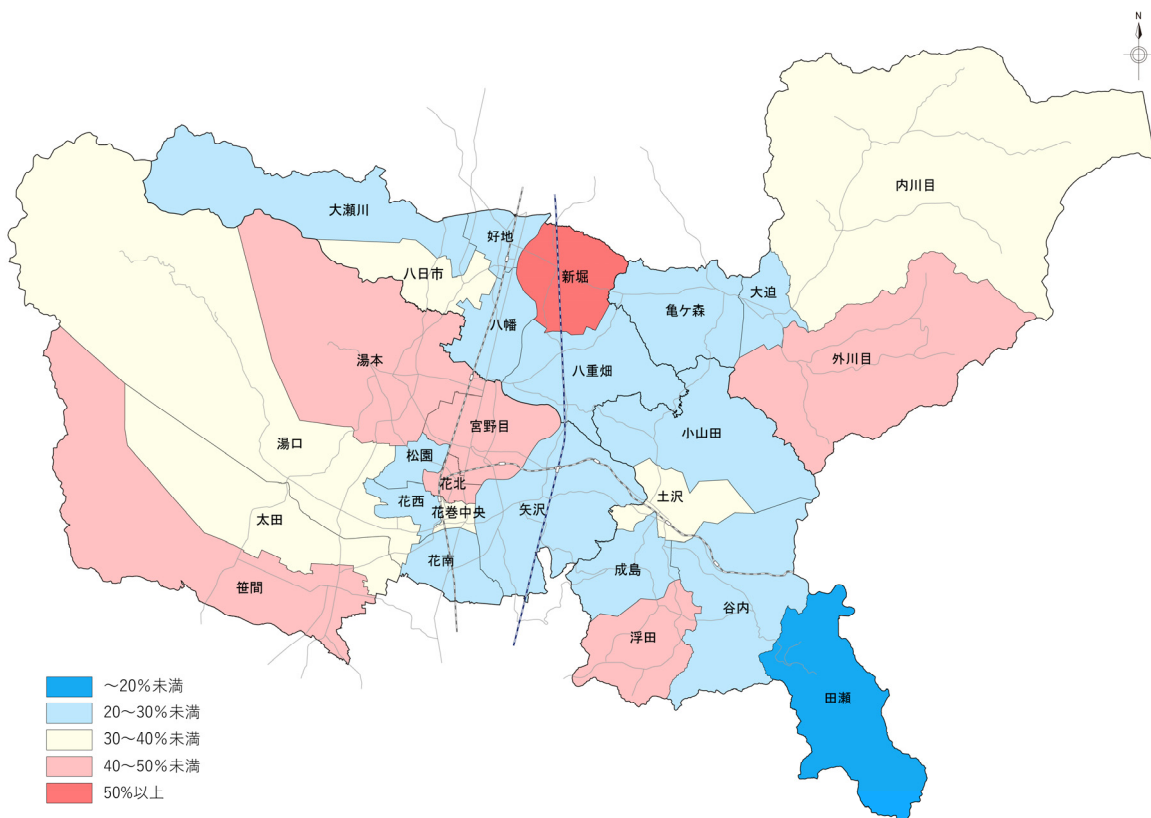 N
内川目
大瀬川
好地
八日市
新堀
大迫
亀ケ森
八幡
外川目
湯本
八重畑
宮野目
小山田
湯口
松園
花北
土沢
花西
花巻中央
矢沢
太田
花南
成島
笹間
谷内
浮田
田瀬
~20%未満
20~30%未満
30~40%未満
40~50%未満
50%以上